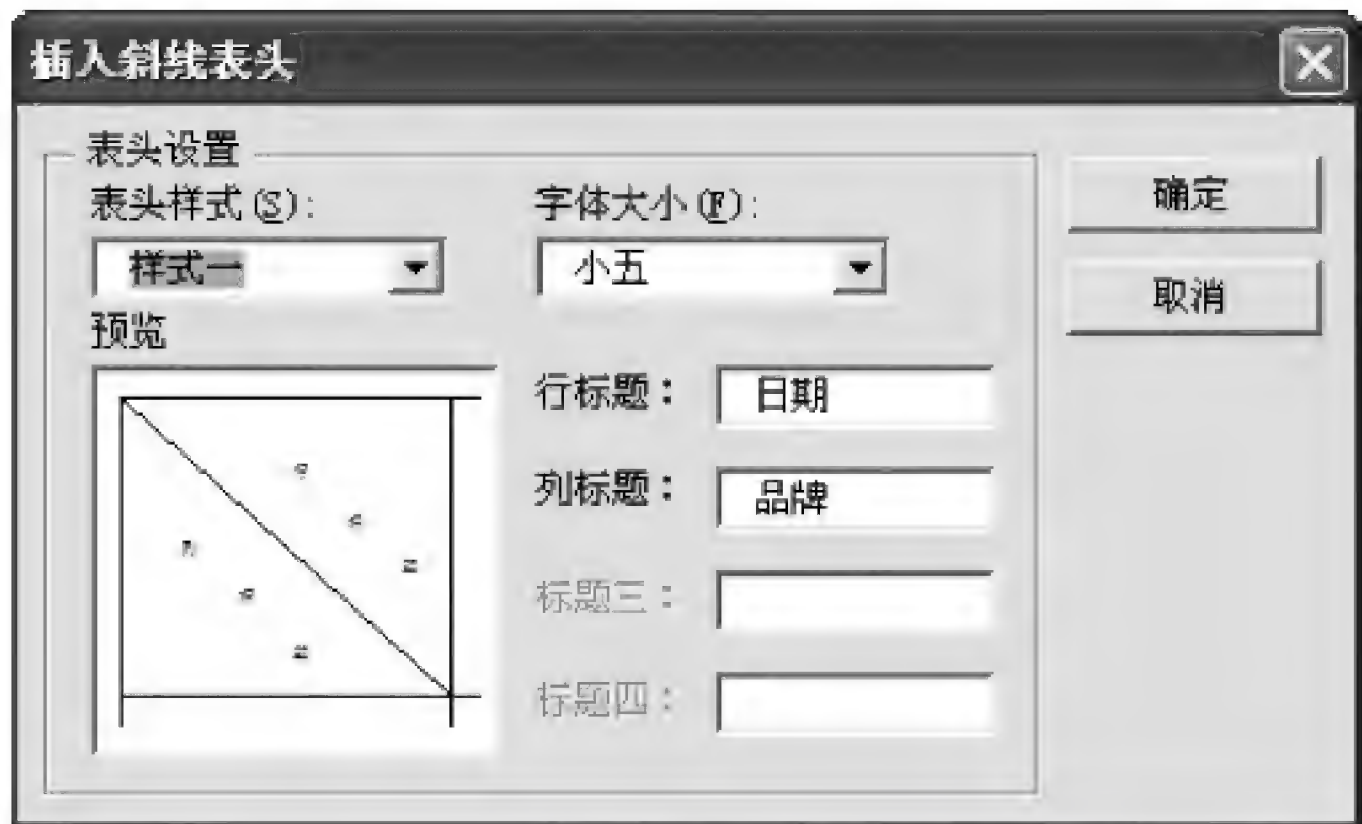 插入斜线表头
表头设置
表头样式(S): 字体大小(F):
样式一 小五
预览
行标题： 日期
列标题： 品牌
标题三：
标题四：
确定
取消